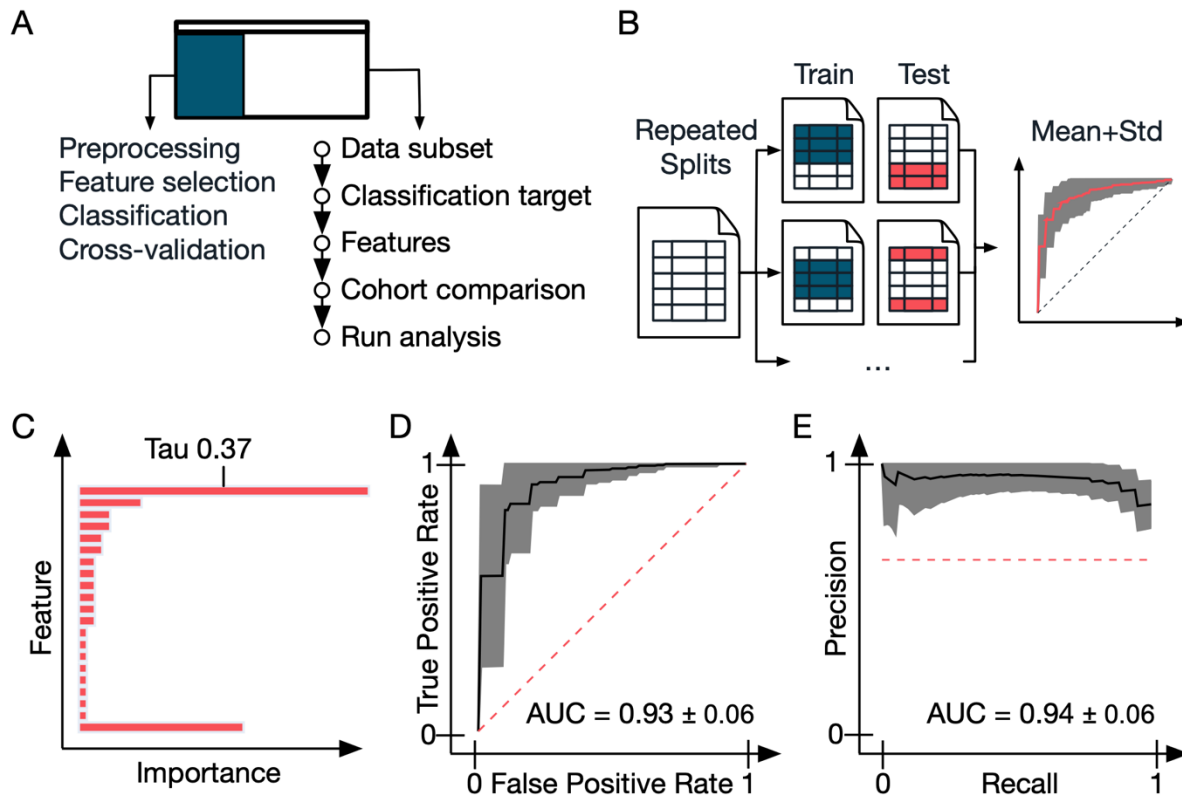 A
Preprocessing
Feature selection
Classification
Cross-validation
Data subset
Classification target
Features
Cohort comparison
Run analysis
B
Repeated
Splits
Train
Test
...
Mean+Std
C
Tau 0.37
Feature
Importance
D
1
True Positive Rate
0
AUC = 0.93 ± 0.06
0 False Positive Rate 1
E
1
Precision
0
AUC = 0.94 ± 0.06
0 Recall 1